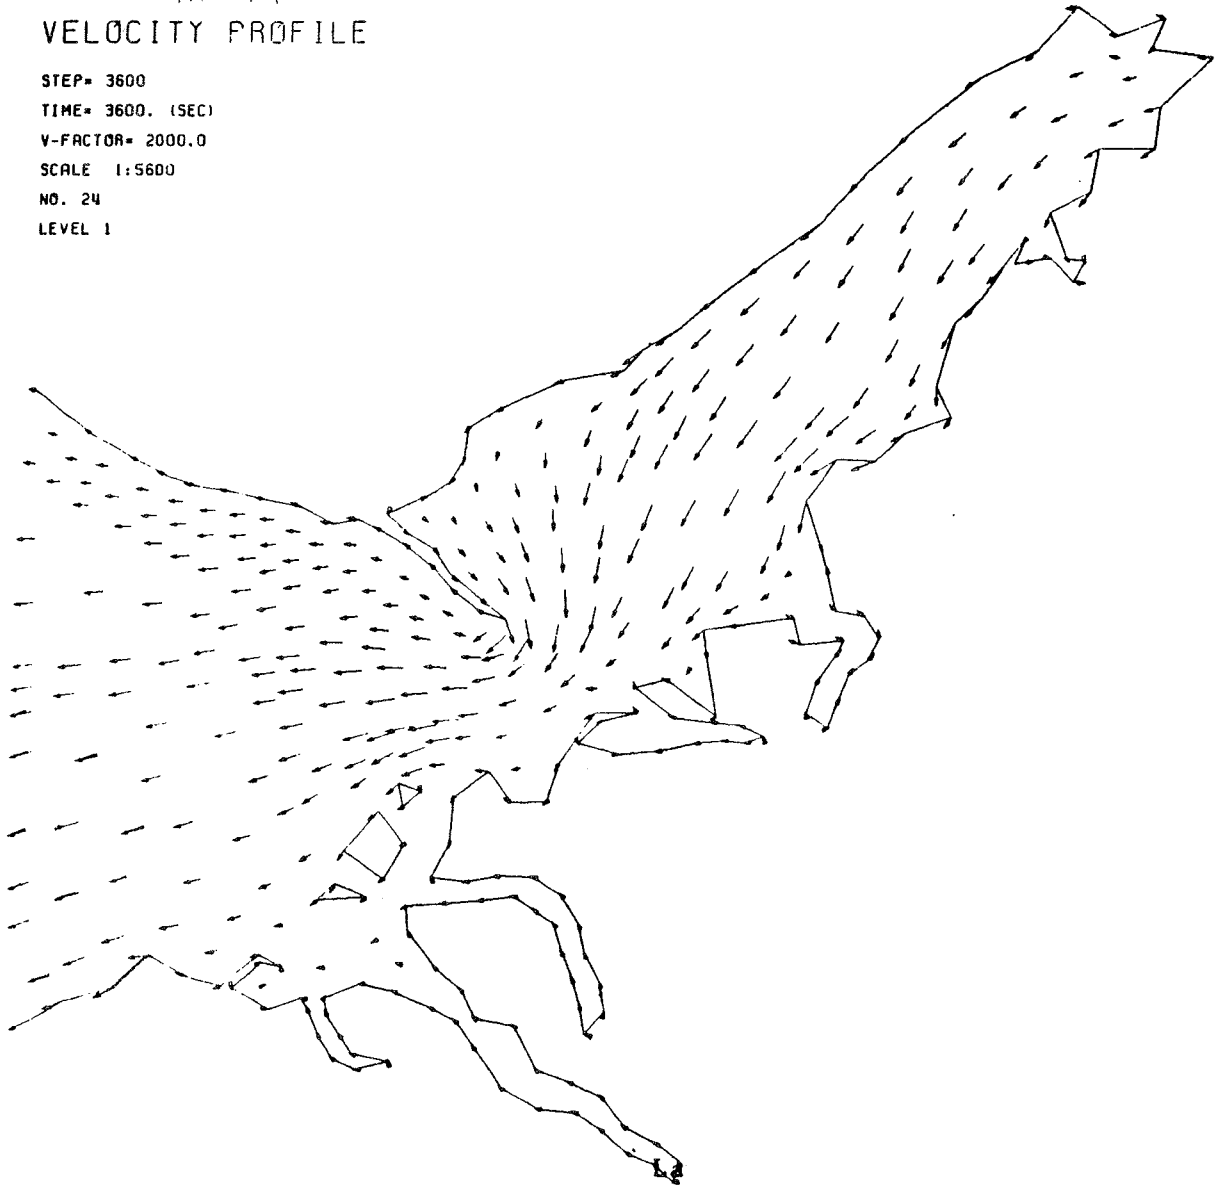 VELOCITY PROFILE
STEP= 3600
TIME= 3600. (SEC)
V-FACTOR= 2000.0
SCALE 1:5600
NO. 24
LEVEL 1